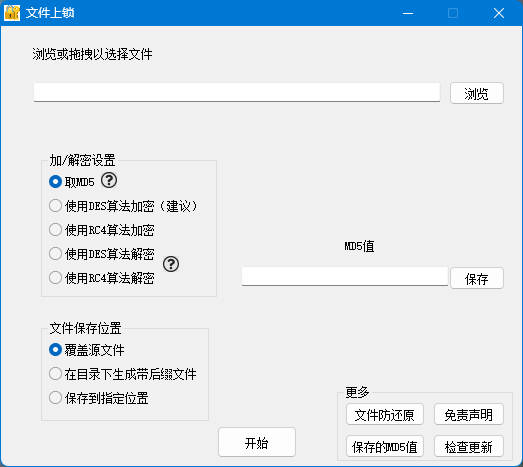 文件上锁
浏览或拖拽以选择文件
浏览
加/解密设置
取MD5
使用DES算法加密（建议）
使用RC4算法加密
使用DES算法解密
使用RC4算法解密
MD5值
保存
文件保存位置
覆盖源文件
在目录下生成带后缀文件
保存到指定位置
开始
更多
文件防还原
免责声明
保存的MD5值
检查更新